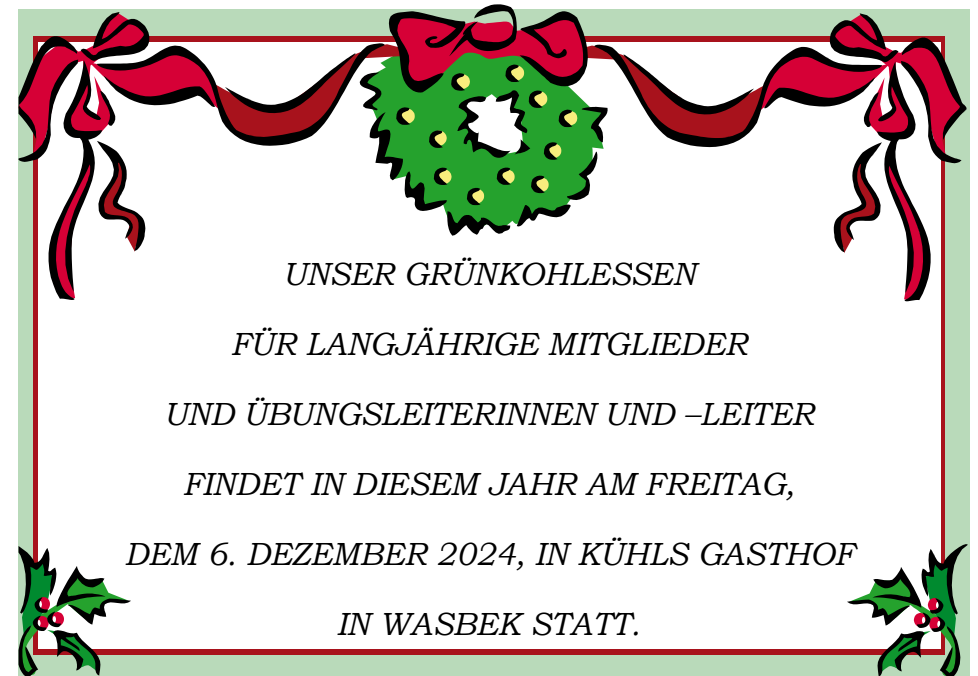 UNSER GRÜNKOHLESSEN
FÜR LANGJÄHRIGE MITGLIEDER
UND ÜBUNGSLEITERINNEN UND –LEITER
FINDET IN DIESEM JAHR AM FREITAG,
DEM 6. DEZEMBER 2024, IN KÜHLS GASTHOF
IN WASBEK STATT.